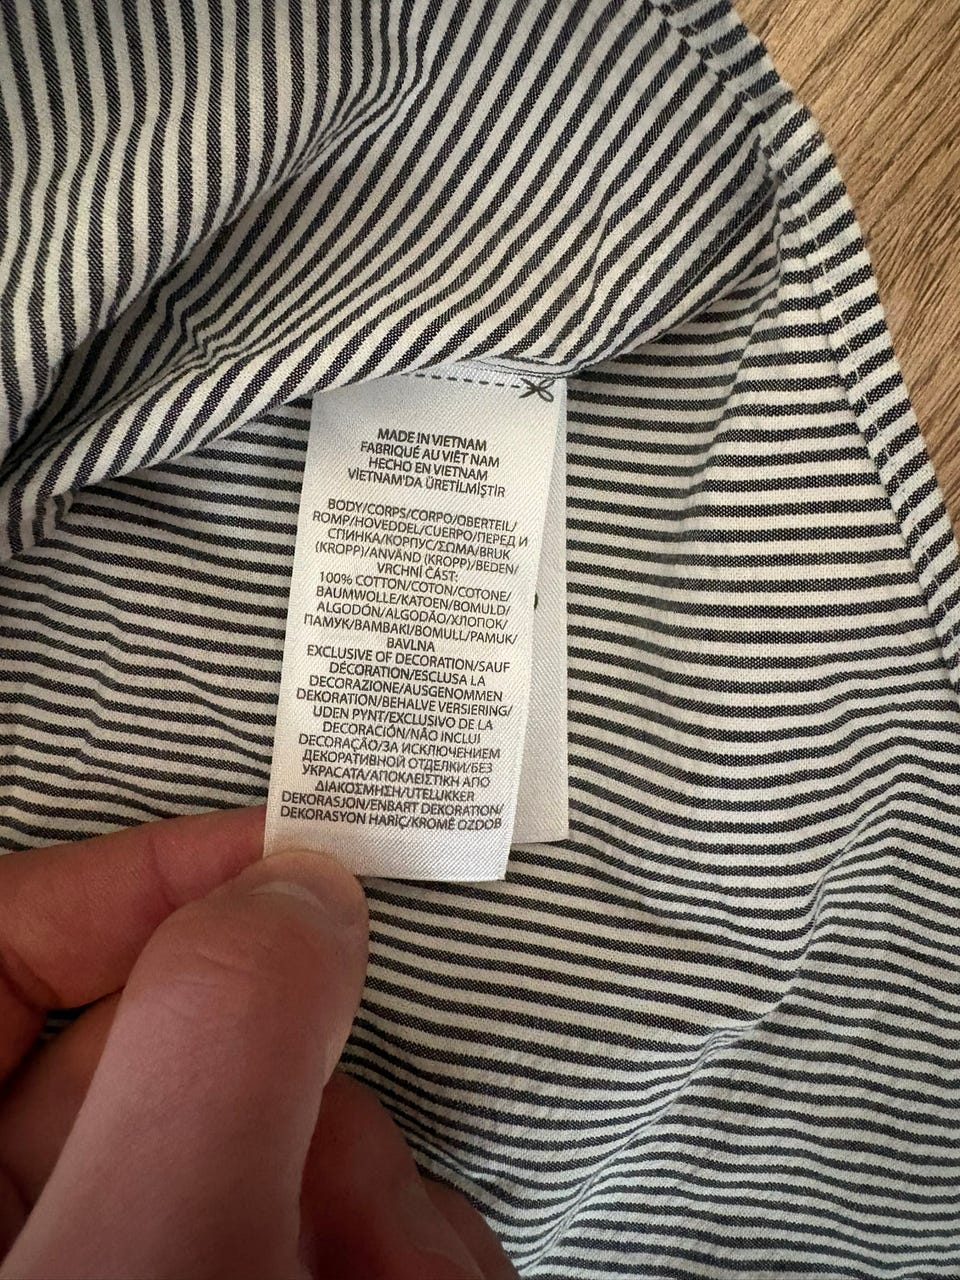 MADE IN VIETNAM
FABRIQUÉ AU VIÊT NAM
HECHO EN VIETNAM
VIETNAM'DA ÜRETİLMİŞTİR
BODY/CORPS/CORPO/OBERTEIL/
ROMP/HOVEDDEL/CUERPO/ПЕРЕД И
СПИНКА/КОРПУС/ΣΩΜΑ/BRUK
(KROPP)/ANVÄND (KROPP)/BEDEN/
VRCHNÍ ČÁST:
100% COTTON/COTON/COTONE/
BAUMWOLLE/KATOEN/BOMULD/
ALGODÓN/ALGODÃO/ХЛОПОК/
ПАМУК/ΒΑΜΒΑΚΙ/BOMULL/PAMUK/
BAVLNA
EXCLUSIVE OF DECORATION/SAUF
DÉCORATION/ESCLUSA LA
DECORAZIONE/AUSGENOMMEN
DEKORATION/BEHALVE VERSIERING/
UDEN PYNT/EXCLUSIVO DE LA
DECORACIÓN/NÃO INCLUI
DECORAÇÃO/ЗА ИСКЛЮЧЕНИЕМ
ДЕКОРАТИВНОЙ ОТДЕЛКИ/БЕЗ
УКРАСАТА/ΑΠΟΚΛΕΙΣΤΙΚΗ ΑΠΟ
ΔΙΑΚΟΣΜΗΣΗ/UTELUKKER
DEKORASJON/ENBART DEKORATION/
DEKORASYON HARİÇ/KROMĚ OZDOB